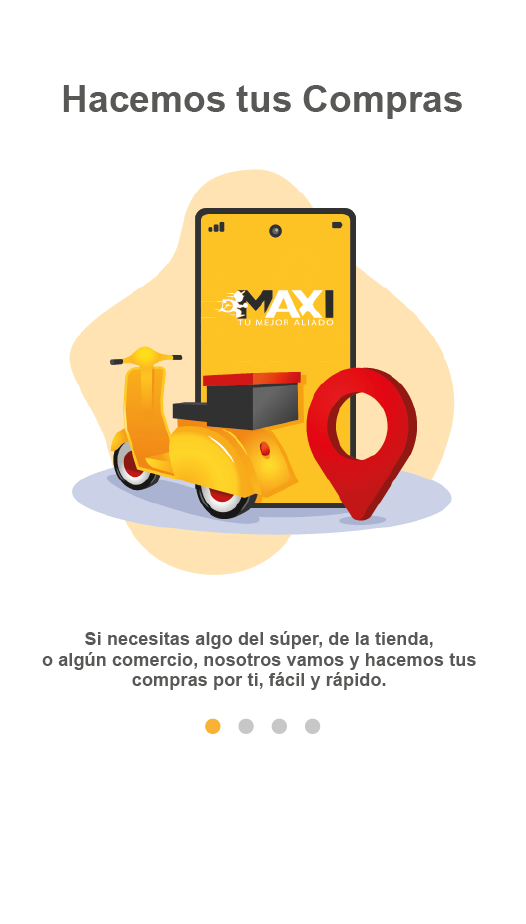 Hacemos tus Compras
MAXI
TU MEJOR ALIADO
Si necesitas algo del súper, de la tienda,
o algún comercio, nosotros vamos y hacemos tus
compras por ti, fácil y rápido.